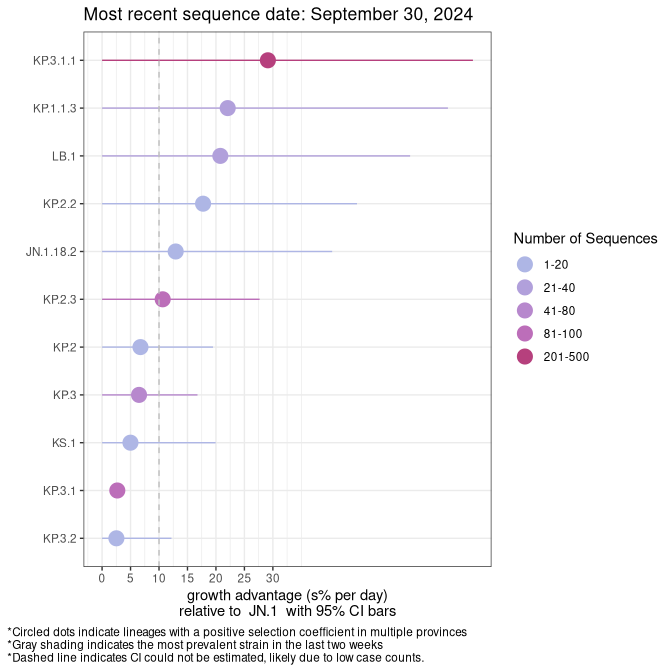 Most recent sequence date: September 30, 2024
KP.3.1.1
KP.1.1.3
LB.1
KP.2.2
JN.1.18.2
KP.2.3
KP.2
KP.3
KS.1
KP.3.1
KP.3.2
0 5 10 15 20 25 30
growth advantage (s% per day)
relative to JN.1 with 95% CI bars
Number of Sequences
1-20
21-40
41-80
81-100
201-500
*Circled dots indicate lineages with a positive selection coefficient in multiple provinces
*Gray shading indicates the most prevalent strain in the last two weeks
*Dashed line indicates CI could not be estimated, likely due to low case counts.